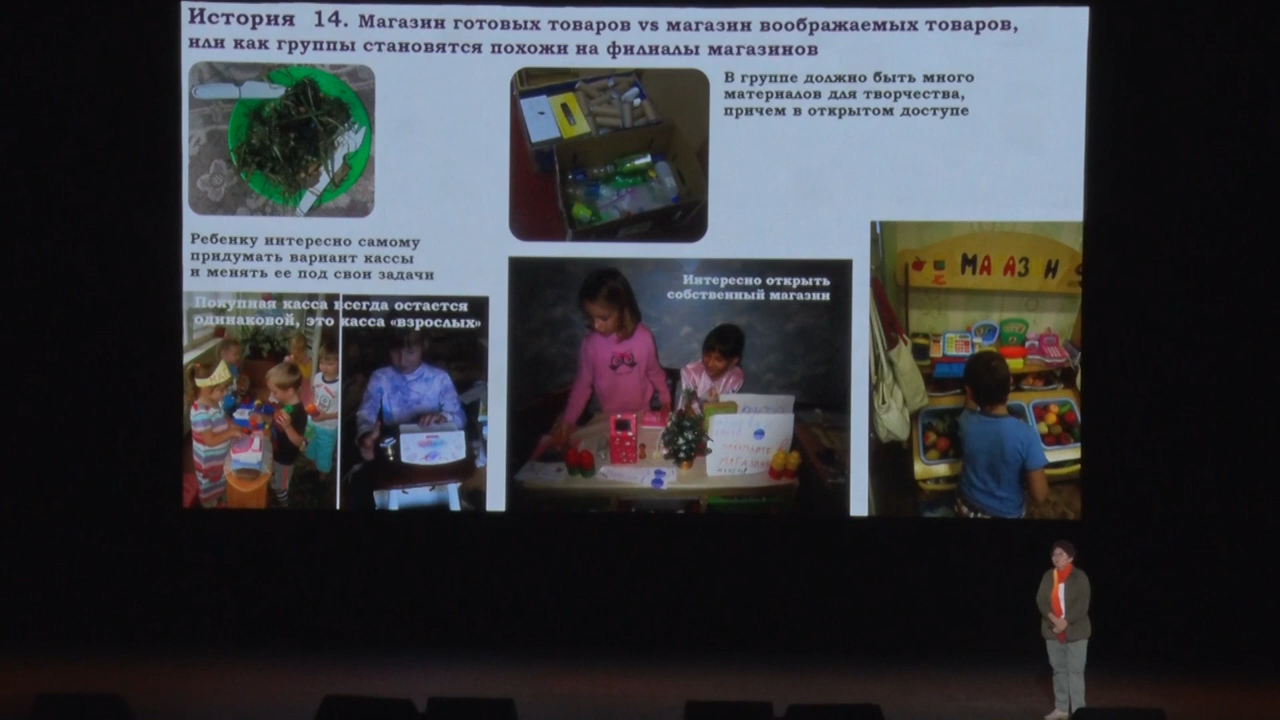 История 14. Магазин готовых товаров vs магазин воображаемых товаров,
или как группы становятся похожи на филиалы магазинов
В группе должно быть много
материалов для творчества,
причем в открытом доступе
Ребенку интересно самому
придумать вариант кассы
и менять ее под свои задачи
Покупная касса всегда остается
одинаковой, это касса «взрослых»
Интересно открыть
собственный магазин
МА АЗ Н